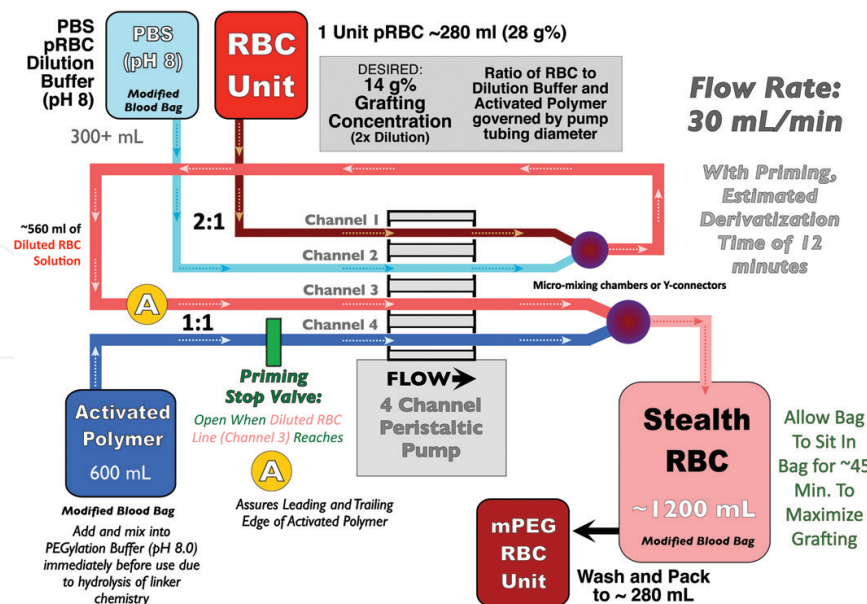 PBS
pRBC
Dilution
Buffer
(pH 8)
PBS
(pH 8)
Modified
Blood Bag
300+ mL
RBC
Unit
1 Unit pRBC ~280 ml (28 g%)
DESIRED:
14 g%
Grafting
Concentration
(2x Dilution)
Ratio of RBC to
Dilution Buffer and
Activated Polymer
governed by pump
tubing diameter
Flow Rate:
30 mL/min
With Priming,
Estimated
Derivatization
Time of 12
minutes
~560 ml of
Diluted RBC
Solution
2:1
Channel 1
Channel 2
Channel 3
Channel 4
Micro-mixing chambers or Y-connectors
A
1:1
Priming
Stop Valve:
Open When Diluted RBC
Line (Channel 3) Reaches
A
Assures Leading and Trailing
Edge of Activated Polymer
FLOW
4 Channel
Peristaltic
Pump
Activated
Polymer
600 mL
Modified Blood Bag
Add and mix into
PEGylation Buffer (pH 8.0)
immediately before use due
to hydrolysis of linker
chemistry
Stealth
RBC
~1200 mL
Modified Blood Bag
Allow Bag
To Sit In
Bag for ~45
Min. To
Maximize
Grafting
mPEG
RBC
Unit
Wash and Pack
to ~ 280 mL